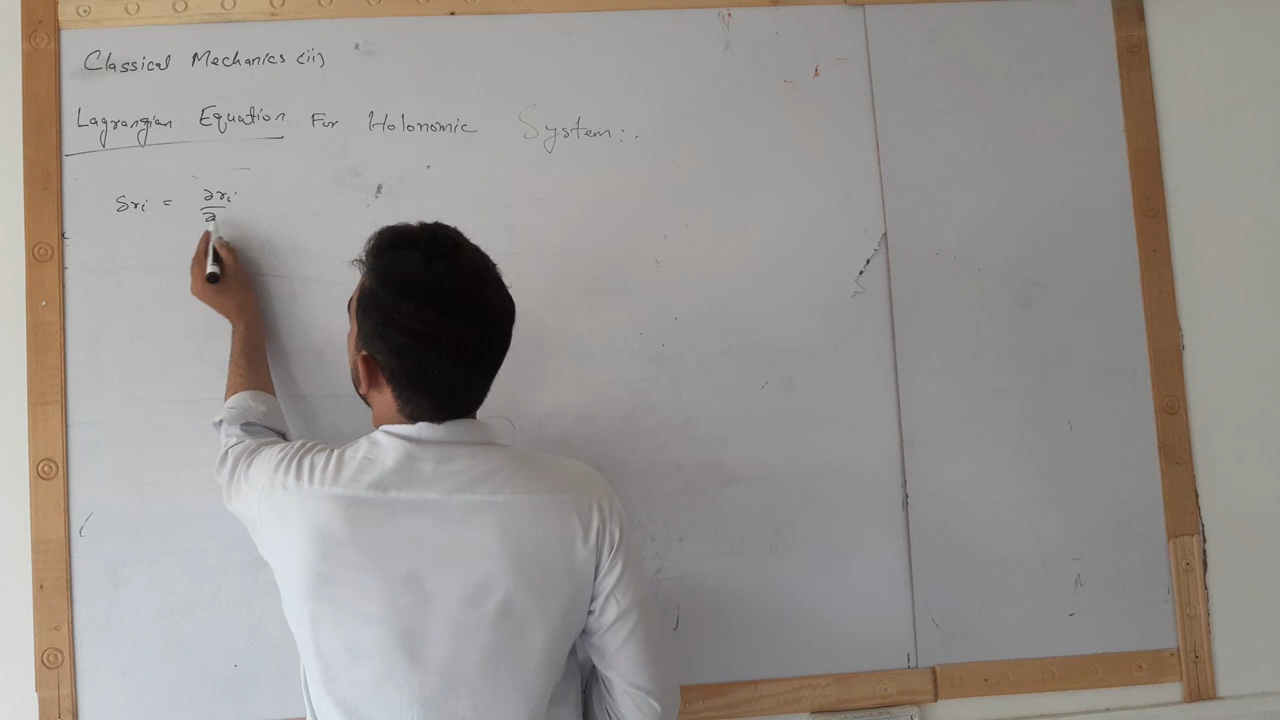 Classical Mechanics (ii)
Lagrangian Equation For Holonomic System:.
δri = ∂ri / ∂